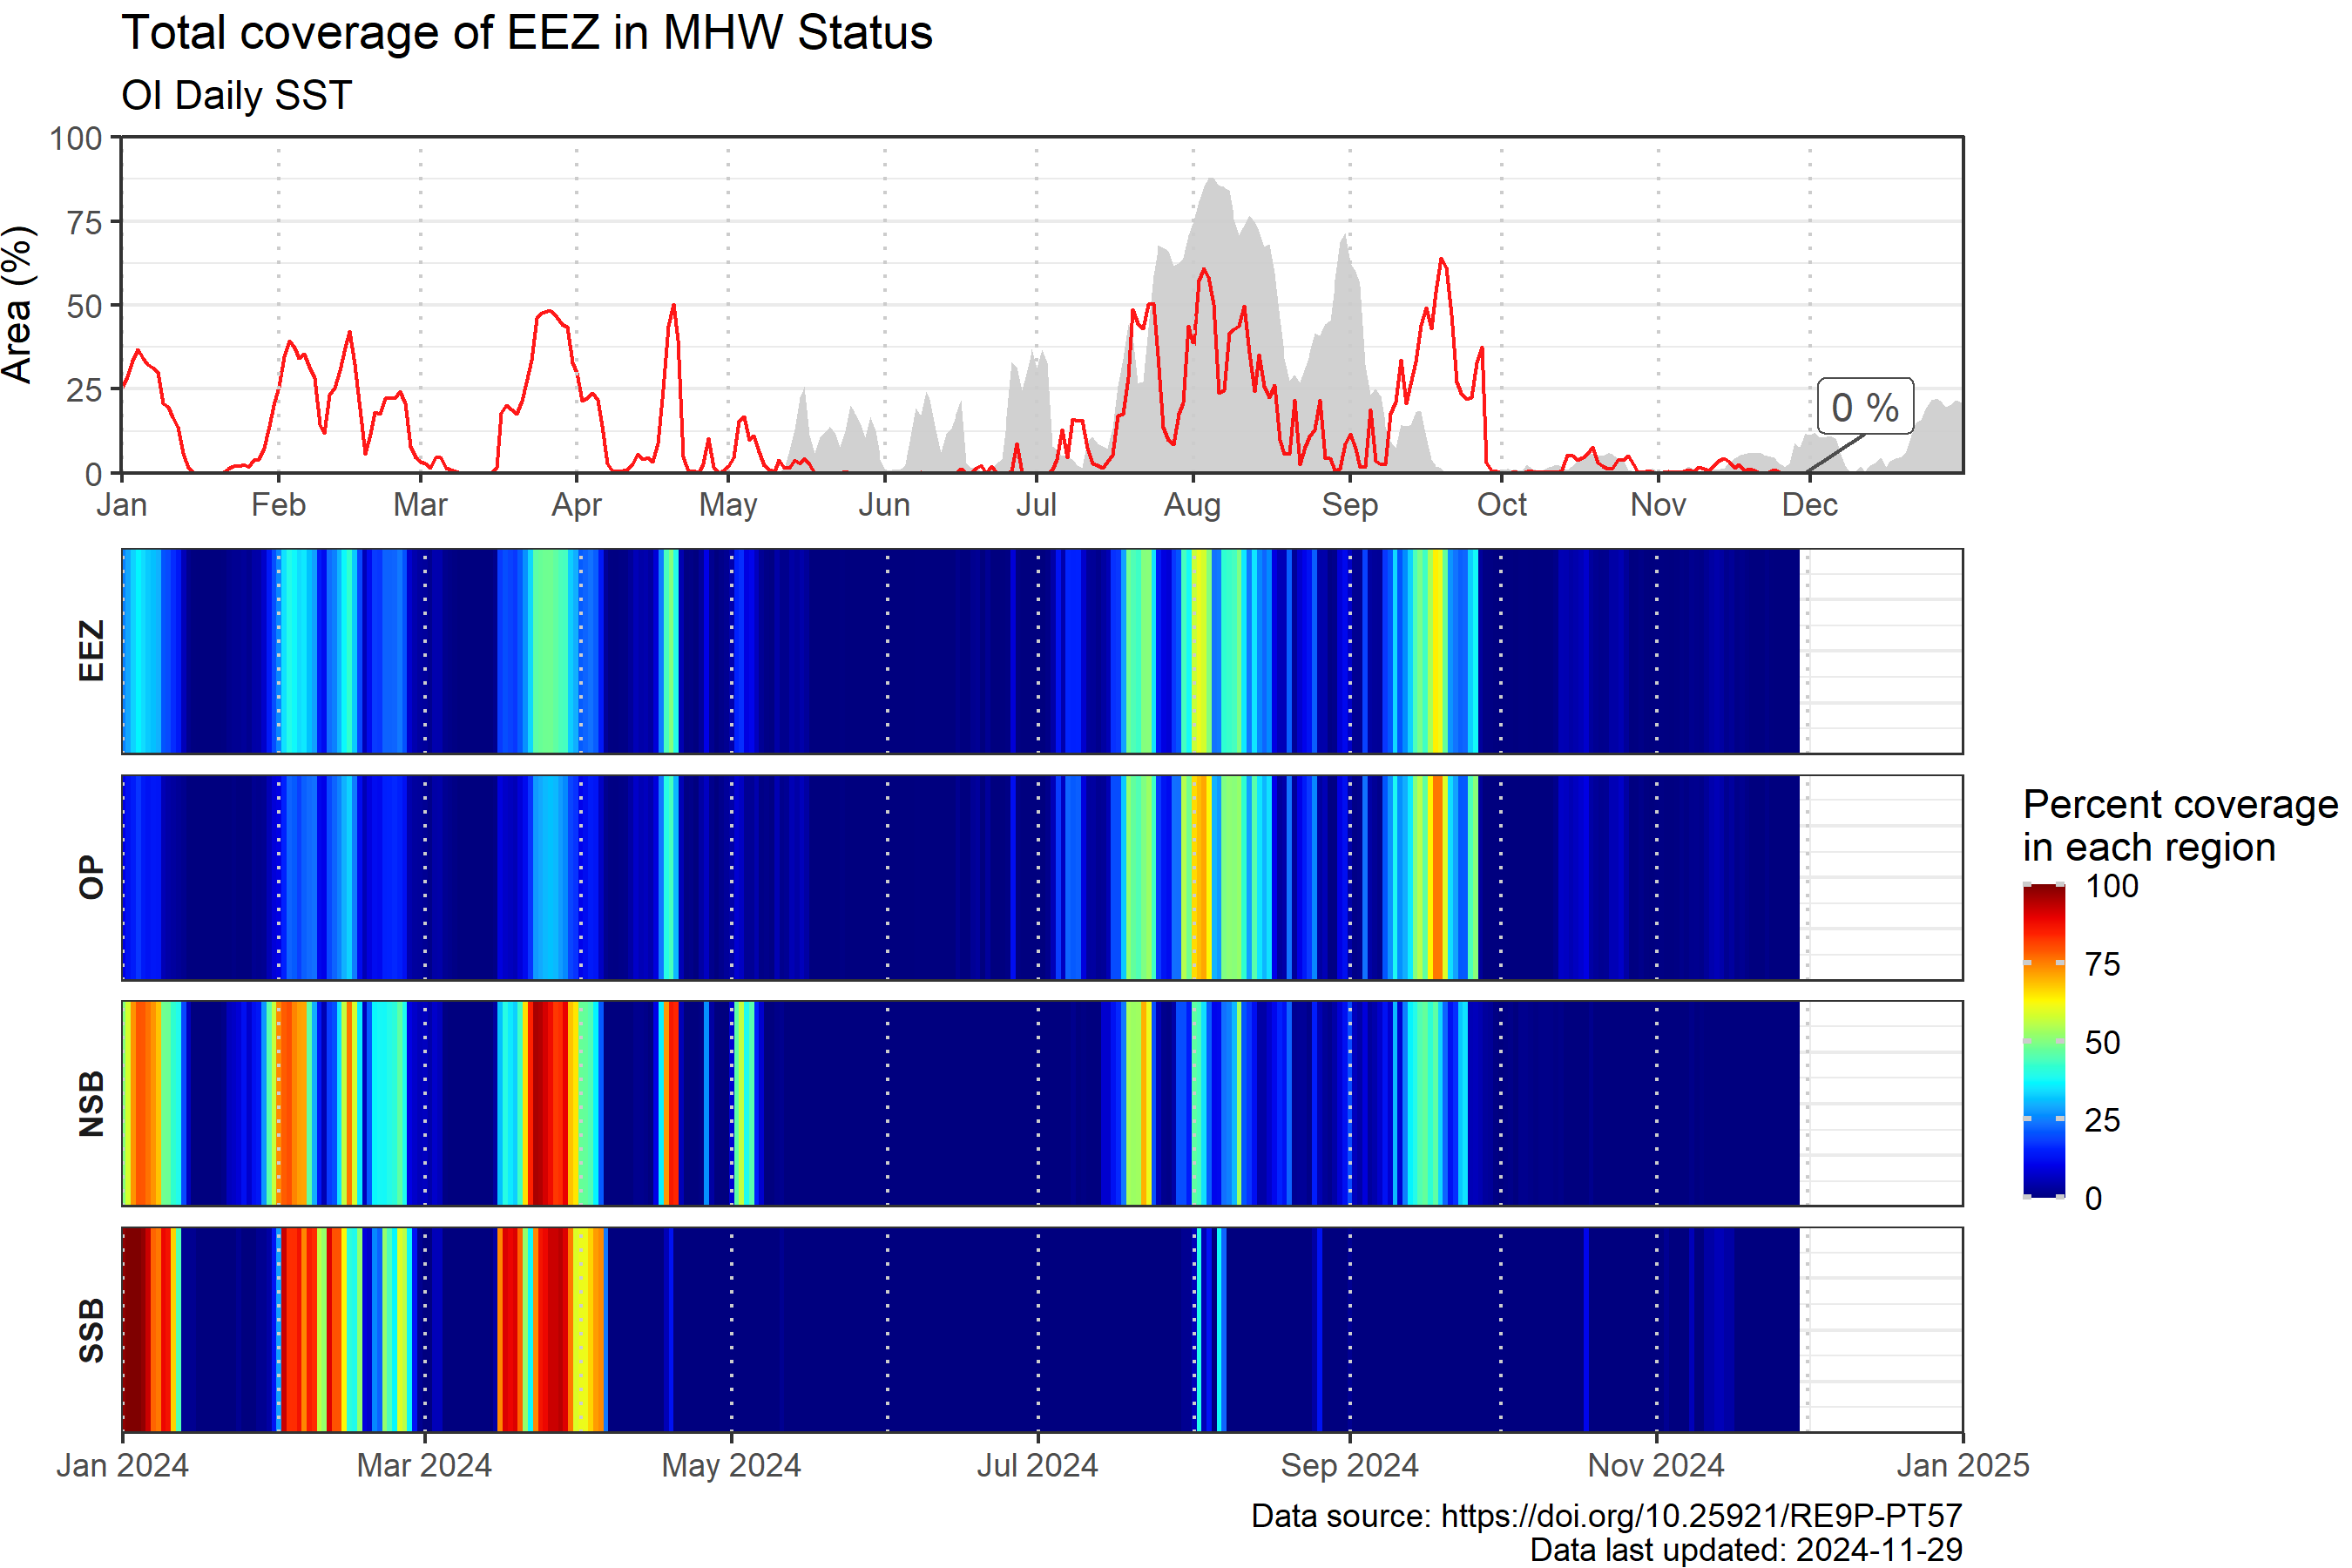 Total coverage of EEZ in MHW Status
OI Daily SST
Area (%)
100
75
50
25
0
0 %
Jan Feb Mar Apr May Jun Jul Aug Sep Oct Nov Dec
EEZ
OP
NSB
SSB
Jan 2024 Mar 2024 May 2024 Jul 2024 Sep 2024 Nov 2024 Jan 2025
Percent coverage
in each region
100
75
50
25
0
Data source: https://doi.org/10.25921/RE9P-PT57
Data last updated: 2024-11-29